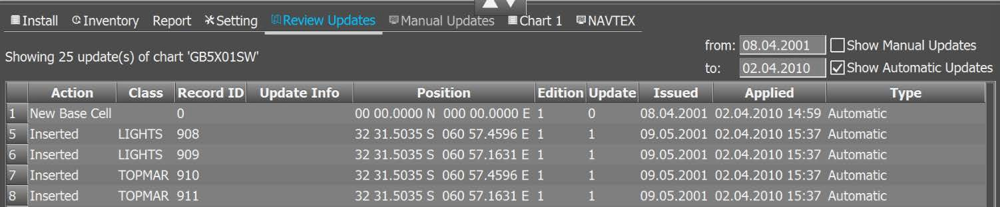 Install Inventory Report Setting Review Updates Manual Updates Chart 1 NAVTEX
from: 08.04.2001 Show Manual Updates
Showing 25 update(s) of chart 'GB5X01SW'
to: 02.04.2010 Show Automatic Updates
Action Class Record ID Update Info Position Edition Update Issued Applied Type
1 New Base Cell 0 00 00.0000 N 000 00.0000 E 1 0 08.04.2001 02.04.2010 14:59 Automatic
5 Inserted LIGHTS 908 32 31.5035 S 060 57.4596 E 1 1 09.05.2001 02.04.2010 15:37 Automatic
6 Inserted LIGHTS 909 32 31.5035 S 060 57.1631 E 1 1 09.05.2001 02.04.2010 15:37 Automatic
7 Inserted TOPMAR 910 32 31.5035 S 060 57.4596 E 1 1 09.05.2001 02.04.2010 15:37 Automatic
8 Inserted TOPMAR 911 32 31.5035 S 060 57.1631 E 1 1 09.05.2001 02.04.2010 15:37 Automatic